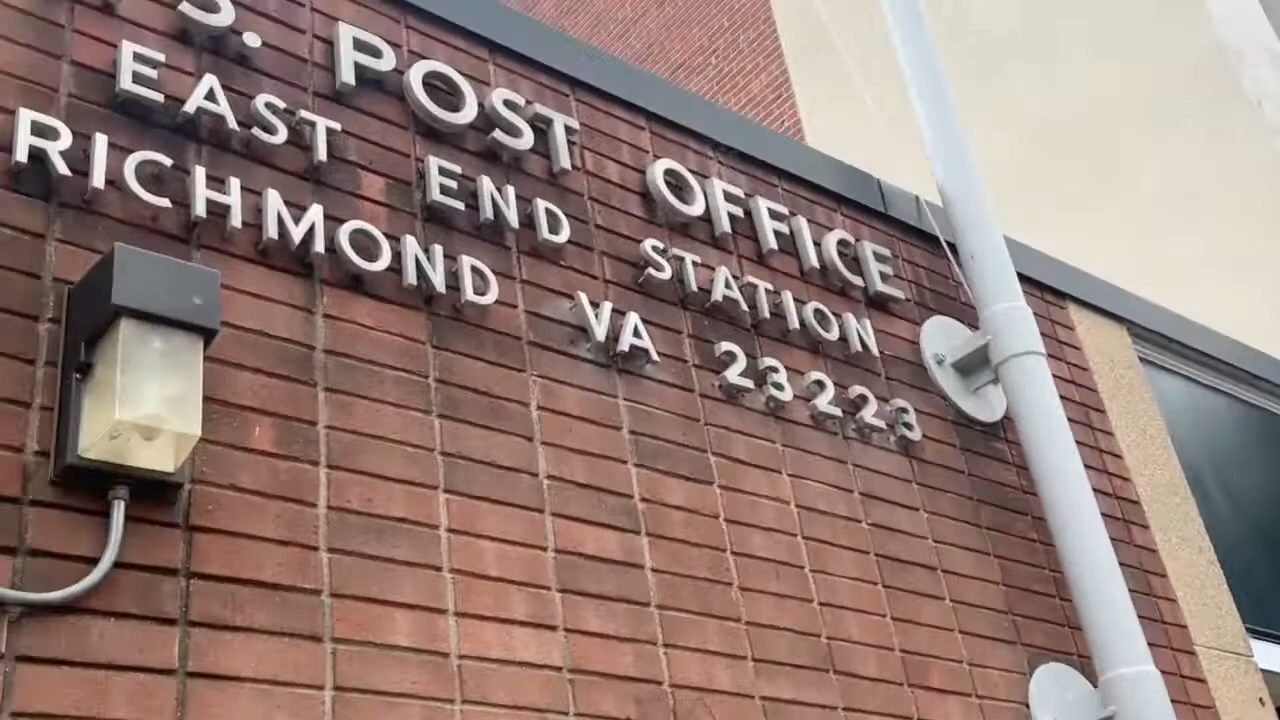 S. POST OFFICE
EAST END STATION
RICHMOND VA 23223